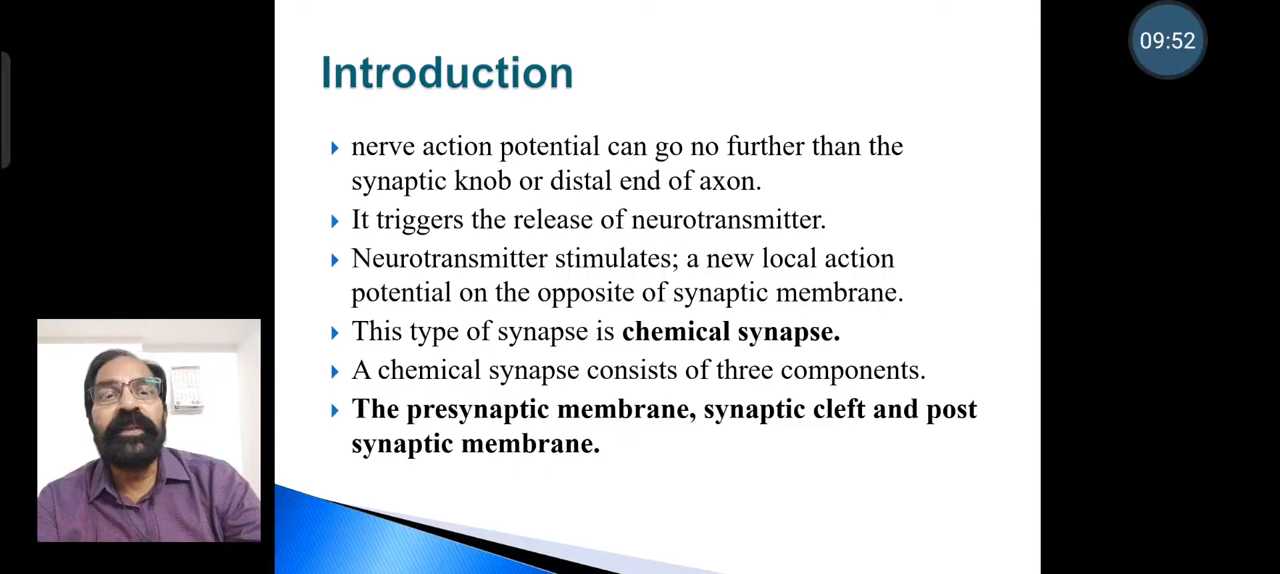 09:52
Introduction
nerve action potential can go no further than the
synaptic knob or distal end of axon.
It triggers the release of neurotransmitter.
Neurotransmitter stimulates; a new local action
potential on the opposite of synaptic membrane.
This type of synapse is chemical synapse.
A chemical synapse consists of three components.
The presynaptic membrane, synaptic cleft and post
synaptic membrane.